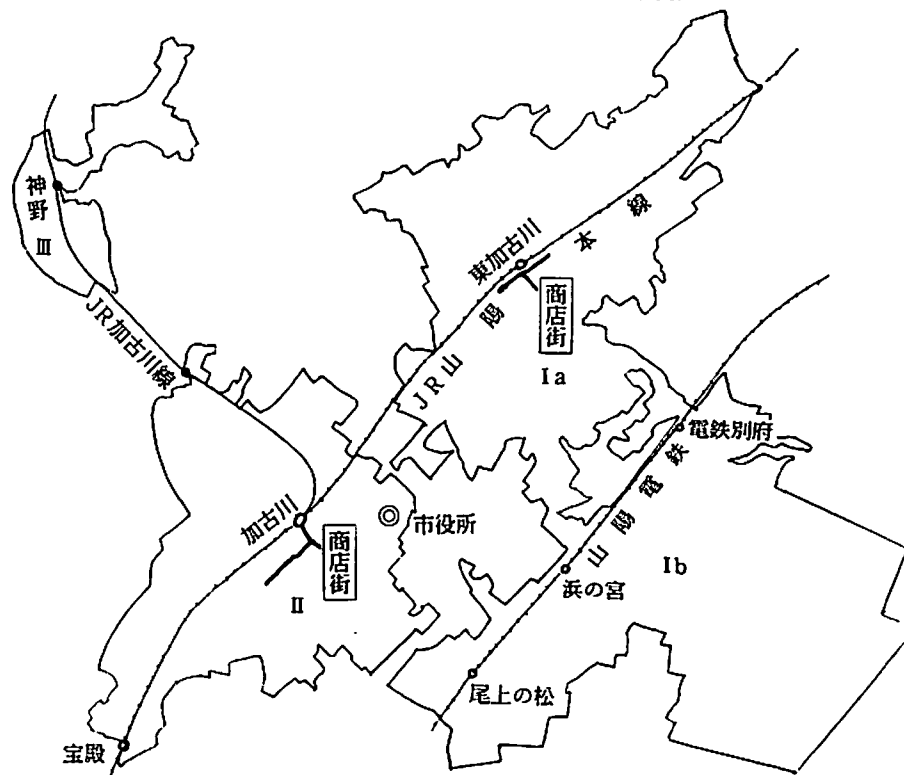 神野
Ⅲ
JR加古川線
東加古川
商店街
JR山陽本線
Ⅰa
電鉄別府
山陽電鉄
加古川
市役所
商店街
Ⅱ
浜の宮
Ⅰb
尾上の松
宝殿